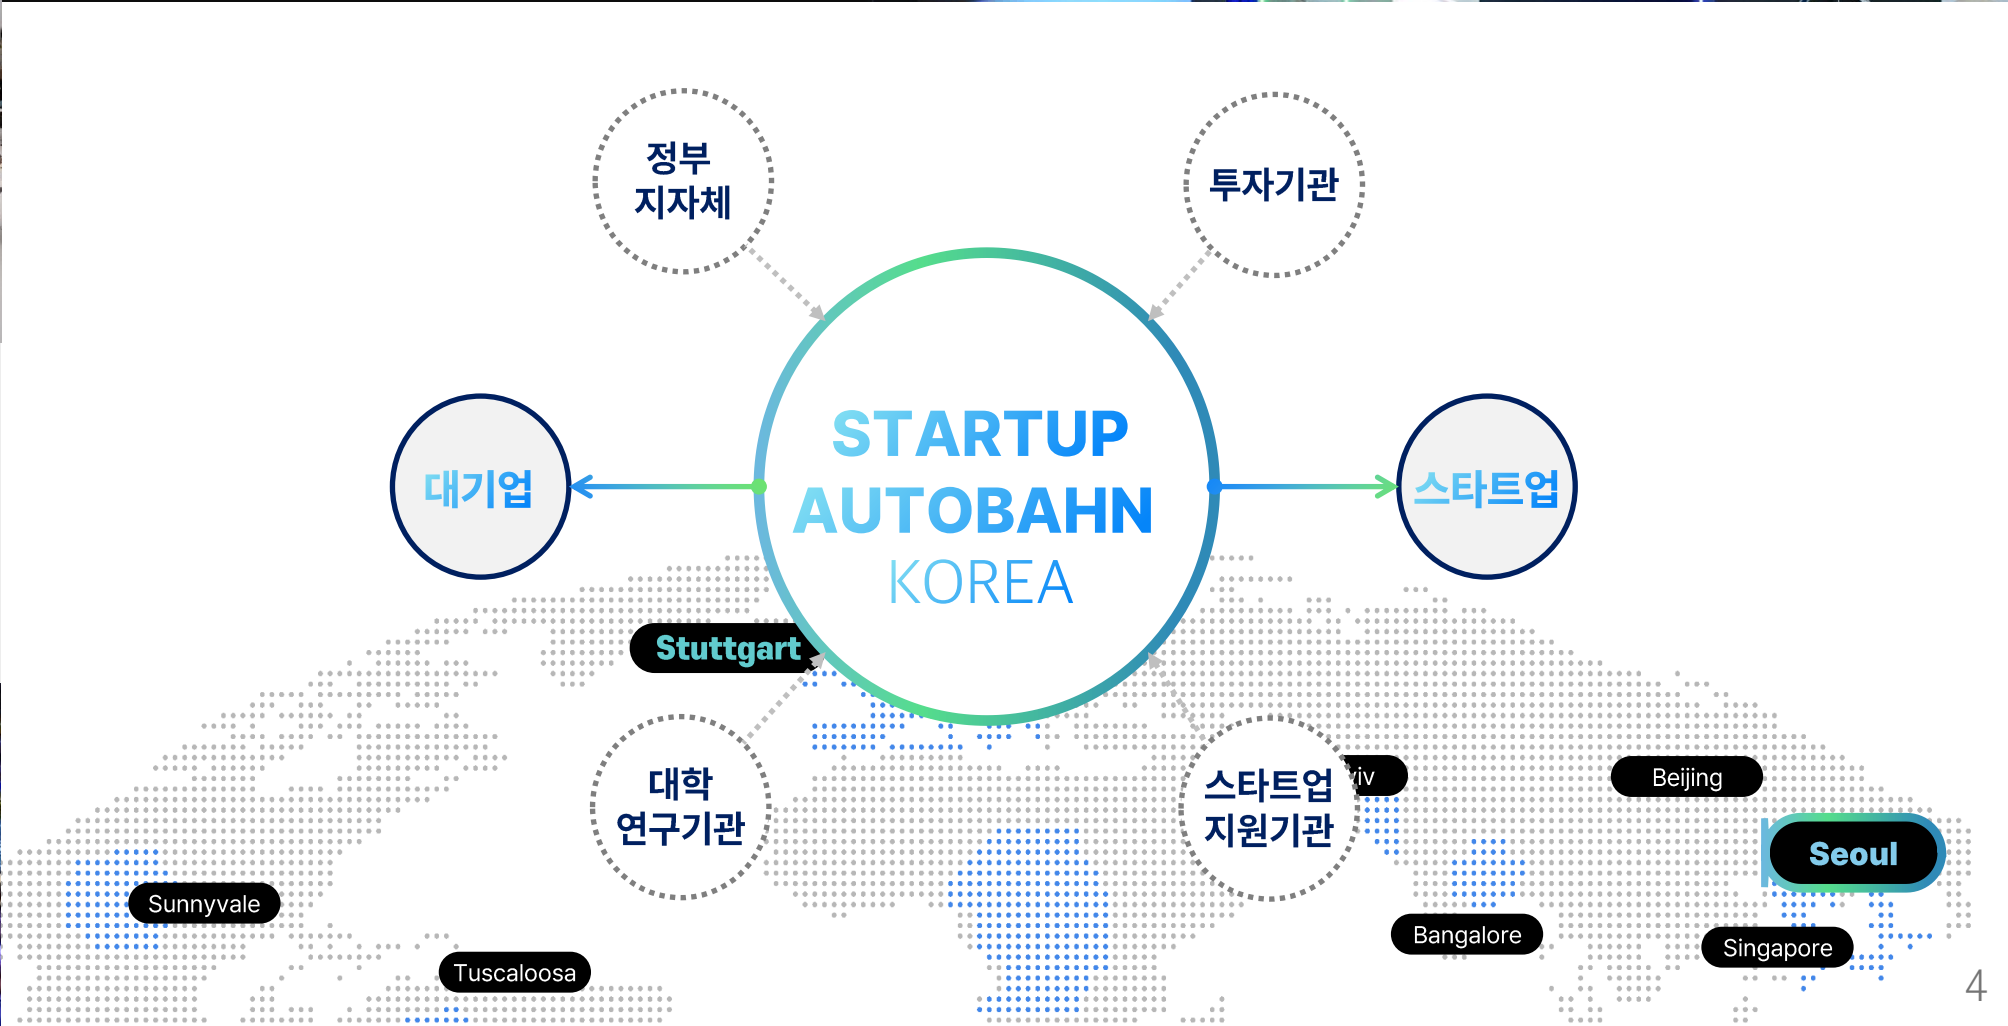 정부
지자체
투자기관
STARTUP
AUTOBAHN
KOREA
대기업
스타트업
Stuttgart
대학
연구기관
스타트업
지원기관
viv
Beijing
Seoul
Sunnyvale
Bangalore
Singapore
Tuscaloosa
4